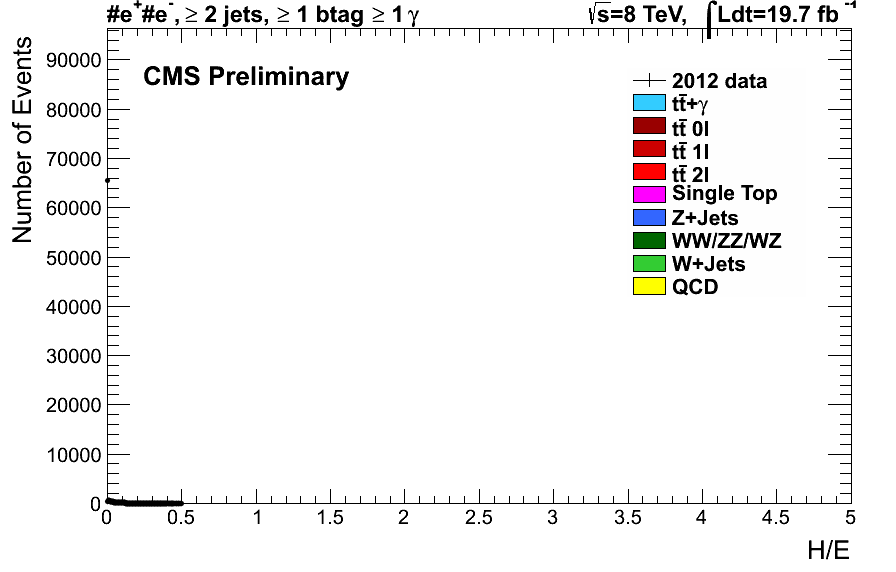 #e⁺#e⁻, ≥ 2 jets, ≥ 1 btag ≥ 1 γ
√s=8 TeV, ∫Ldt=19.7 fb⁻¹
CMS Preliminary
2012 data
tt̄+γ
tt̄ 0l
tt̄ 1l
tt̄ 2l
Single Top
Z+Jets
WW/ZZ/WZ
W+Jets
QCD
Number of Events
90000
80000
70000
60000
50000
40000
30000
20000
10000
0
0 0.5 1 1.5 2 2.5 3 3.5 4 4.5 5
H/E